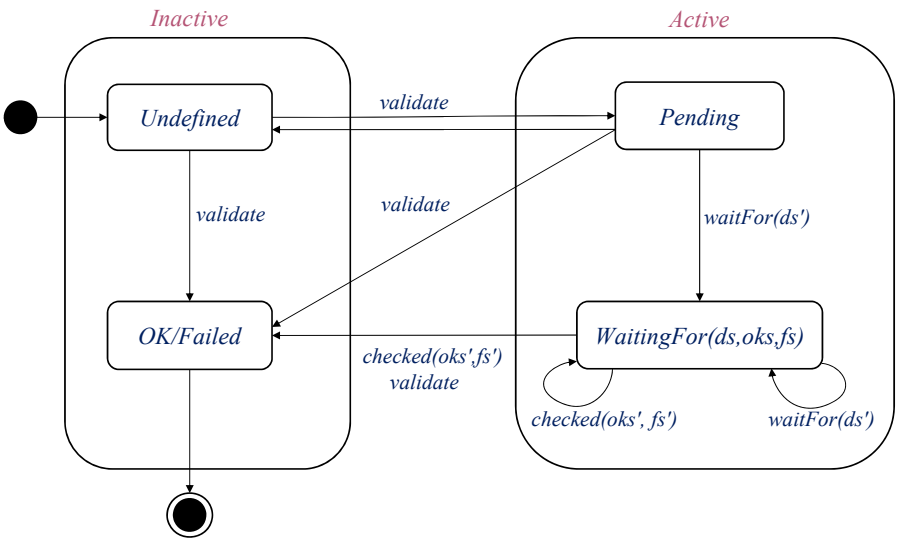 Inactive
Active
Undefined
validate
Pending
validate
validate
waitFor(ds')
OK/Failed
WaitingFor(ds,oks,fs)
checked(oks',fs')
validate
checked(oks', fs')
waitFor(ds')